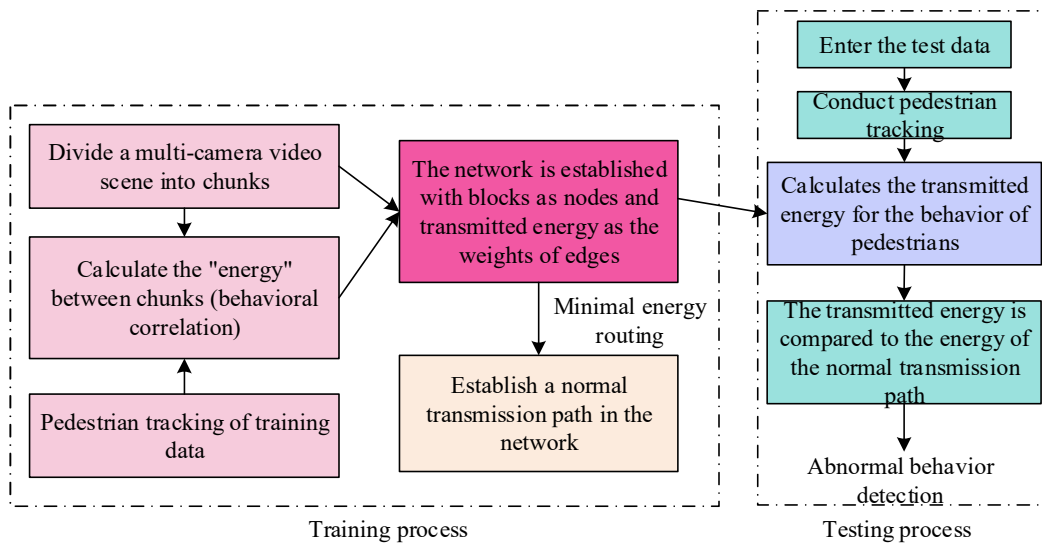 Divide a multi-camera video
scene into chunks
Calculate the "energy"
between chunks (behavioral
correlation)
Pedestrian tracking of training
data
The network is established
with blocks as nodes and
transmitted energy as the
weights of edges
Minimal energy
routing
Establish a normal
transmission path in the
network
Training process
Enter the test data
Conduct pedestrian
tracking
Calculates the transmitted
energy for the behavior of
pedestrians
The transmitted energy is
compared to the energy of
the normal transmission
path
Abnormal behavior
detection
Testing process